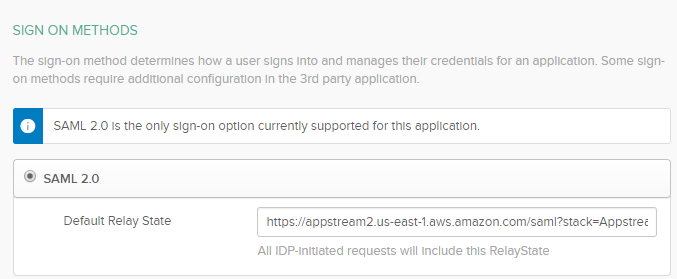 SIGN ON METHODS
The sign-on method determines how a user signs into and manages their credentials for an application. Some sign-
on methods require additional configuration in the 3rd party application.
i
SAML 2.0 is the only sign-on option currently supported for this application.
SAML 2.0
Default Relay State
https://appstream2.us-east-1.aws.amazon.com/saml?stack=Appstrea
All IDP-initiated requests will include this RelayState